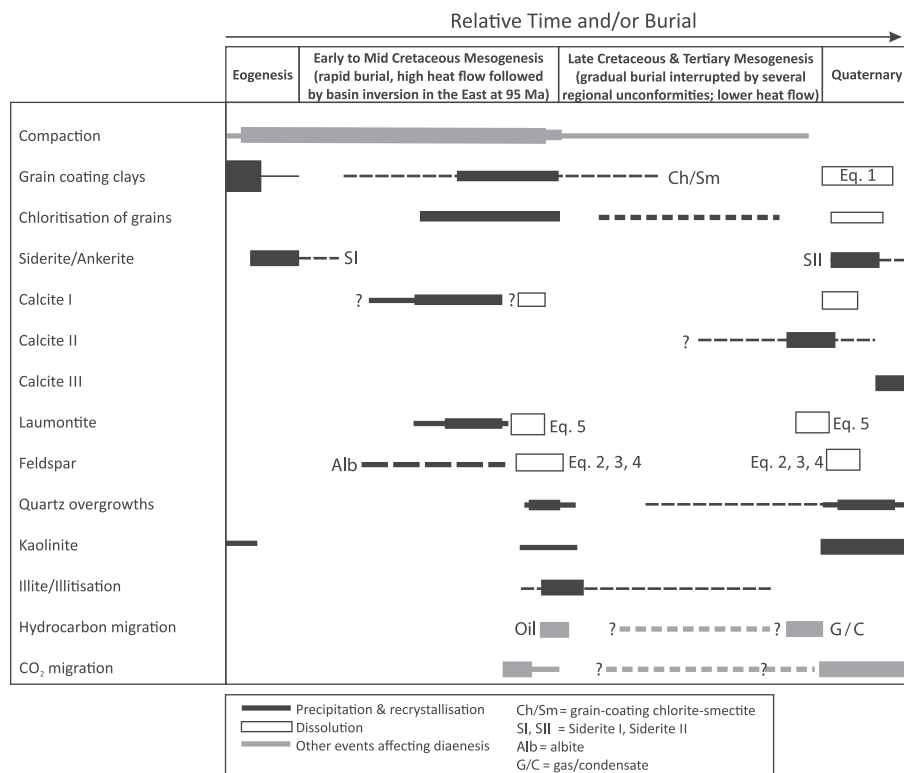 Relative Time and/or Burial
Eogenesis
Early to Mid Cretaceous Mesogenesis
(rapid burial, high heat flow followed
by basin inversion in the East at 95 Ma)
Late Cretaceous & Tertiary Mesogenesis
(gradual burial interrupted by several
regional unconformities; lower heat flow)
Quaternary
Compaction
Grain coating clays
Ch/Sm
Eq. 1
Chloritisation of grains
Siderite/Ankerite
SI
SII
Calcite I
?
?
Calcite II
?
Calcite III
Laumontite
Eq. 5
Eq. 5
Feldspar
Alb
Eq. 2, 3, 4
Eq. 2, 3, 4
Quartz overgrowths
Kaolinite
Illite/Illitisation
Hydrocarbon migration
Oil
?
?
G/C
CO₂ migration
?
?
Precipitation & recrystallisation
Dissolution
Other events affecting diaenesis
Ch/Sm = grain-coating chlorite-smectite
SI, SII = Siderite I, Siderite II
Alb = albite
G/C = gas/condensate